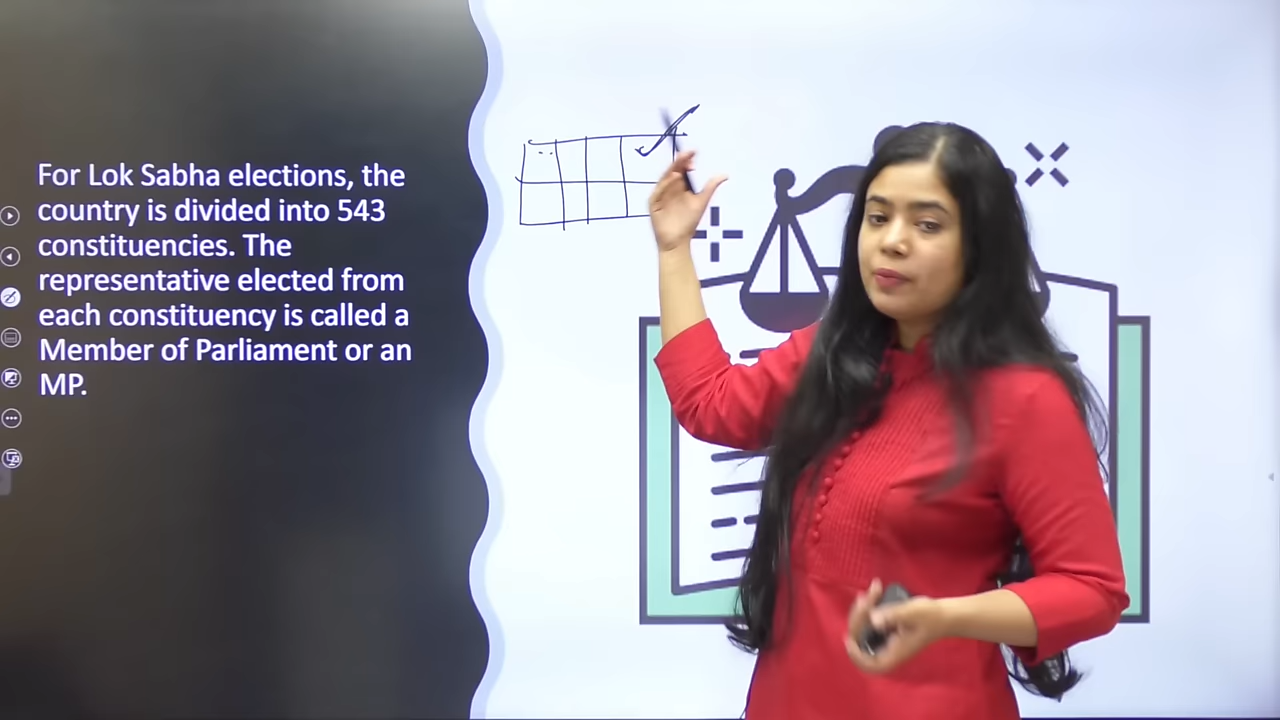 For Lok Sabha elections, the
country is divided into 543
constituencies. The
representative elected from
each constituency is called a
Member of Parliament or an
MP.